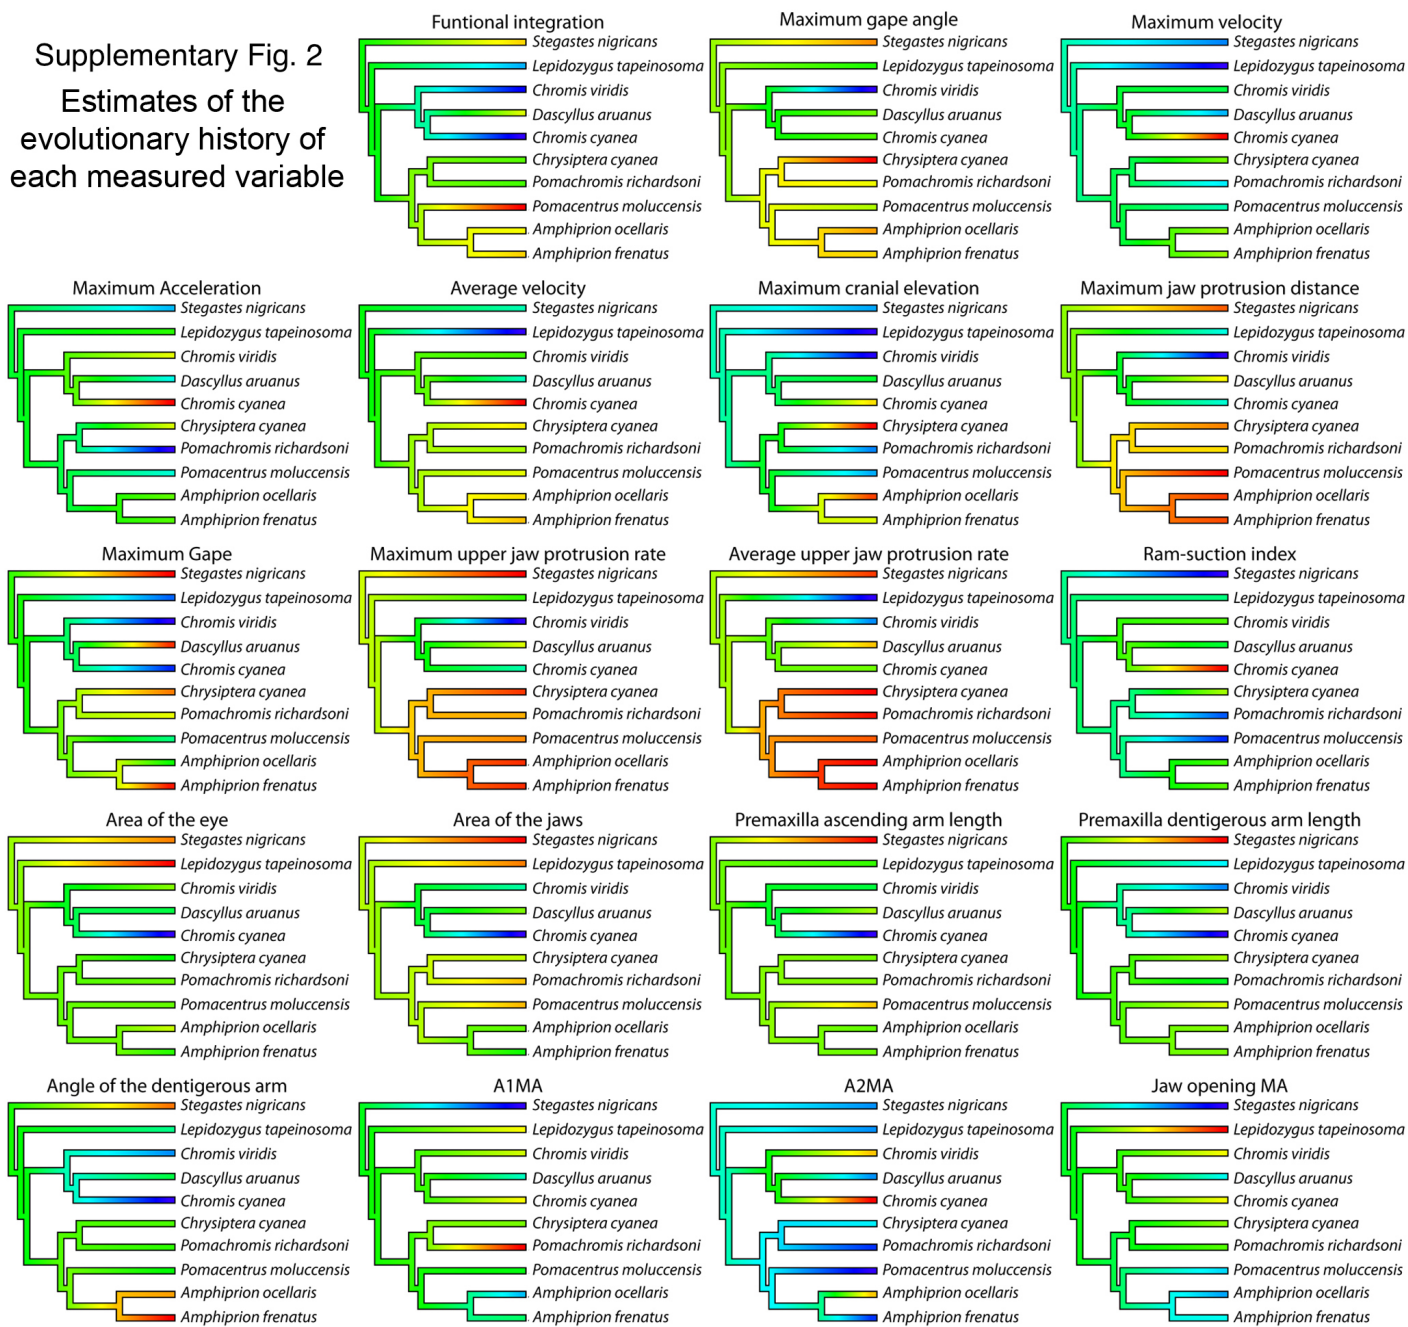 Supplementary Fig. 2
Estimates of the
evolutionary history of
each measured variable
Funtional integration
Stegastes nigricans
Lepidozygus tapeinosoma
Chromis viridis
Dascyllus aruanus
Chromis cyanea
Chrysiptera cyanea
Pomachromis richardsoni
Pomacentrus moluccensis
Amphiprion ocellaris
Amphiprion frenatus
Maximum gape angle
Stegastes nigricans
Lepidozygus tapeinosoma
Chromis viridis
Dascyllus aruanus
Chromis cyanea
Chrysiptera cyanea
Pomachromis richardsoni
Pomacentrus moluccensis
Amphiprion ocellaris
Amphiprion frenatus
Maximum velocity
Stegastes nigricans
Lepidozygus tapeinosoma
Chromis viridis
Dascyllus aruanus
Chromis cyanea
Chrysiptera cyanea
Pomachromis richardsoni
Pomacentrus moluccensis
Amphiprion ocellaris
Amphiprion frenatus
Maximum Acceleration
Stegastes nigricans
Lepidozygus tapeinosoma
Chromis viridis
Dascyllus aruanus
Chromis cyanea
Chrysiptera cyanea
Pomachromis richardsoni
Pomacentrus moluccensis
Amphiprion ocellaris
Amphiprion frenatus
Average velocity
Stegastes nigricans
Lepidozygus tapeinosoma
Chromis viridis
Dascyllus aruanus
Chromis cyanea
Chrysiptera cyanea
Pomachromis richardsoni
Pomacentrus moluccensis
Amphiprion ocellaris
Amphiprion frenatus
Maximum cranial elevation
Stegastes nigricans
Lepidozygus tapeinosoma
Chromis viridis
Dascyllus aruanus
Chromis cyanea
Chrysiptera cyanea
Pomachromis richardsoni
Pomacentrus moluccensis
Amphiprion ocellaris
Amphiprion frenatus
Maximum jaw protrusion distance
Stegastes nigricans
Lepidozygus tapeinosoma
Chromis viridis
Dascyllus aruanus
Chromis cyanea
Chrysiptera cyanea
Pomachromis richardsoni
Pomacentrus moluccensis
Amphiprion ocellaris
Amphiprion frenatus
Maximum Gape
Stegastes nigricans
Lepidozygus tapeinosoma
Chromis viridis
Dascyllus aruanus
Chromis cyanea
Chrysiptera cyanea
Pomachromis richardsoni
Pomacentrus moluccensis
Amphiprion ocellaris
Amphiprion frenatus
Maximum upper jaw protrusion rate
Stegastes nigricans
Lepidozygus tapeinosoma
Chromis viridis
Dascyllus aruanus
Chromis cyanea
Chrysiptera cyanea
Pomachromis richardsoni
Pomacentrus moluccensis
Amphiprion ocellaris
Amphiprion frenatus
Average upper jaw protrusion rate
Stegastes nigricans
Lepidozygus tapeinosoma
Chromis viridis
Dascyllus aruanus
Chromis cyanea
Chrysiptera cyanea
Pomachromis richardsoni
Pomacentrus moluccensis
Amphiprion ocellaris
Amphiprion frenatus
Ram-suction index
Stegastes nigricans
Lepidozygus tapeinosoma
Chromis viridis
Dascyllus aruanus
Chromis cyanea
Chrysiptera cyanea
Pomachromis richardsoni
Pomacentrus moluccensis
Amphiprion ocellaris
Amphiprion frenatus
Area of the eye
Stegastes nigricans
Lepidozygus tapeinosoma
Chromis viridis
Dascyllus aruanus
Chromis cyanea
Chrysiptera cyanea
Pomachromis richardsoni
Pomacentrus moluccensis
Amphiprion ocellaris
Amphiprion frenatus
Area of the jaws
Stegastes nigricans
Lepidozygus tapeinosoma
Chromis viridis
Dascyllus aruanus
Chromis cyanea
Chrysiptera cyanea
Pomachromis richardsoni
Pomacentrus moluccensis
Amphiprion ocellaris
Amphiprion frenatus
Premaxilla ascending arm length
Stegastes nigricans
Lepidozygus tapeinosoma
Chromis viridis
Dascyllus aruanus
Chromis cyanea
Chrysiptera cyanea
Pomachromis richardsoni
Pomacentrus moluccensis
Amphiprion ocellaris
Amphiprion frenatus
Premaxilla dentigerous arm length
Stegastes nigricans
Lepidozygus tapeinosoma
Chromis viridis
Dascyllus aruanus
Chromis cyanea
Chrysiptera cyanea
Pomachromis richardsoni
Pomacentrus moluccensis
Amphiprion ocellaris
Amphiprion frenatus
Angle of the dentigerous arm
Stegastes nigricans
Lepidozygus tapeinosoma
Chromis viridis
Dascyllus aruanus
Chromis cyanea
Chrysiptera cyanea
Pomachromis richardsoni
Pomacentrus moluccensis
Amphiprion ocellaris
Amphiprion frenatus
A1MA
Stegastes nigricans
Lepidozygus tapeinosoma
Chromis viridis
Dascyllus aruanus
Chromis cyanea
Chrysiptera cyanea
Pomachromis richardsoni
Pomacentrus moluccensis
Amphiprion ocellaris
Amphiprion frenatus
A2MA
Stegastes nigricans
Lepidozygus tapeinosoma
Chromis viridis
Dascyllus aruanus
Chromis cyanea
Chrysiptera cyanea
Pomachromis richardsoni
Pomacentrus moluccensis
Amphiprion ocellaris
Amphiprion frenatus
Jaw opening MA
Stegastes nigricans
Lepidozygus tapeinosoma
Chromis viridis
Dascyllus aruanus
Chromis cyanea
Chrysiptera cyanea
Pomachromis richardsoni
Pomacentrus moluccensis
Amphiprion ocellaris
Amphiprion frenatus